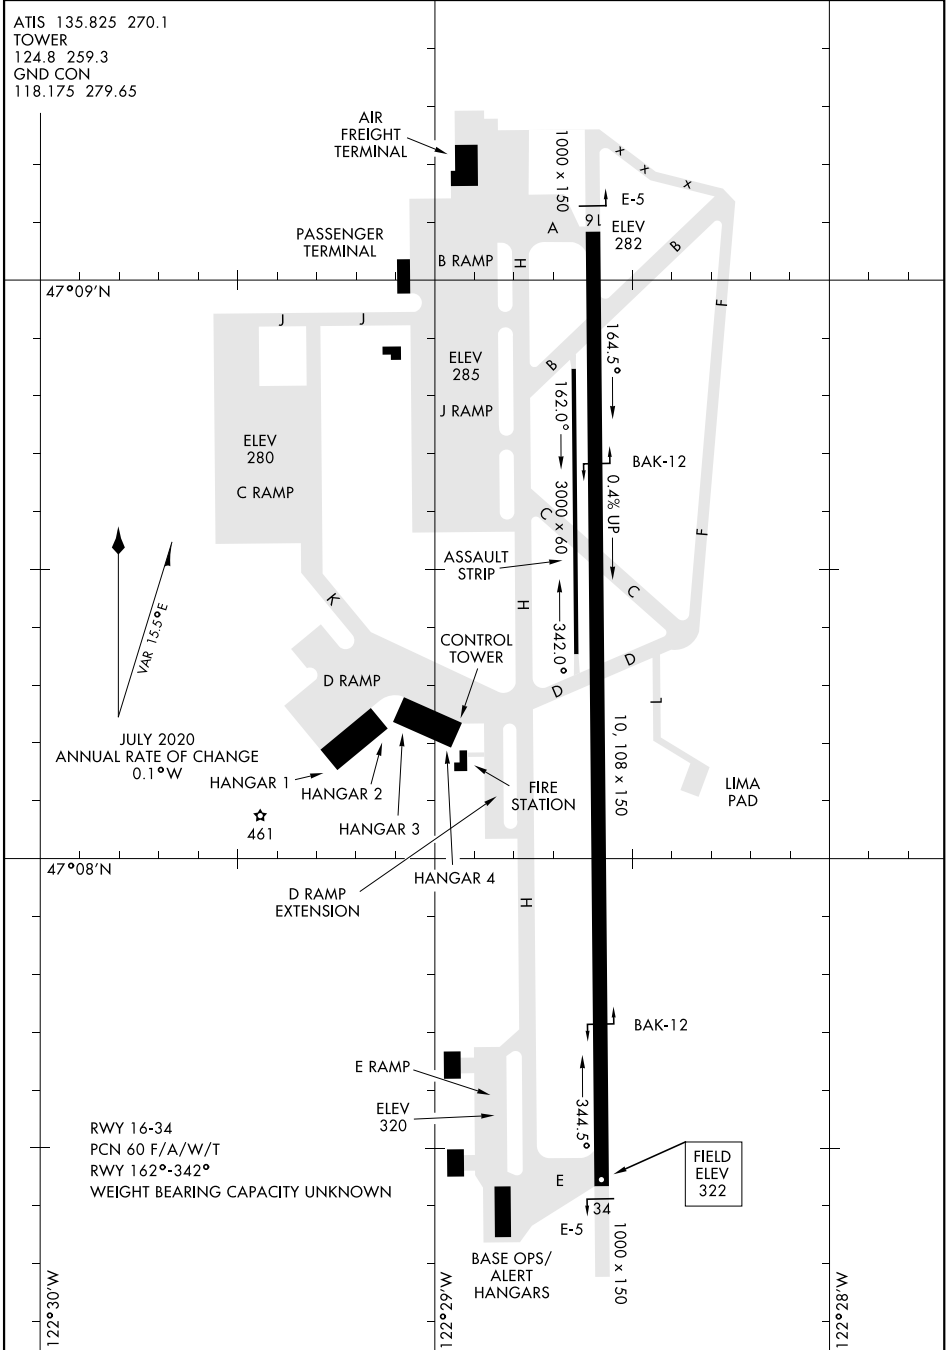 ATIS 135.825 270.1
TOWER
124.8 259.3
GND CON
118.175 279.65
AIR
FREIGHT
TERMINAL
1000 x 150
x
x
x
E-5
16
ELEV
282
A
PASSENGER
TERMINAL
B RAMP
H
B
47°09'N
F
J
J
164.5°
ELEV
285
B
162.0°
J RAMP
ELEV
280
C RAMP
BAK-12
0.4% UP
3000 x 60
C
F
ASSAULT
STRIP
C
K
H
342.0°
VAR 15.5°E
CONTROL
TOWER
D
D RAMP
D
L
JULY 2020
ANNUAL RATE OF CHANGE
0.1°W
10, 108 x 150
HANGAR 1
HANGAR 2
FIRE
STATION
LIMA
PAD
HANGAR 3
461
47°08'N
HANGAR 4
D RAMP
EXTENSION
H
BAK-12
E RAMP
ELEV
320
344.5°
RWY 16-34
PCN 60 F/A/W/T
RWY 162°-342°
WEIGHT BEARING CAPACITY UNKNOWN
FIELD
ELEV
322
E
34
E-5
1000 x 150
BASE OPS/
ALERT
HANGARS
122°30'W
122°29'W
122°28'W